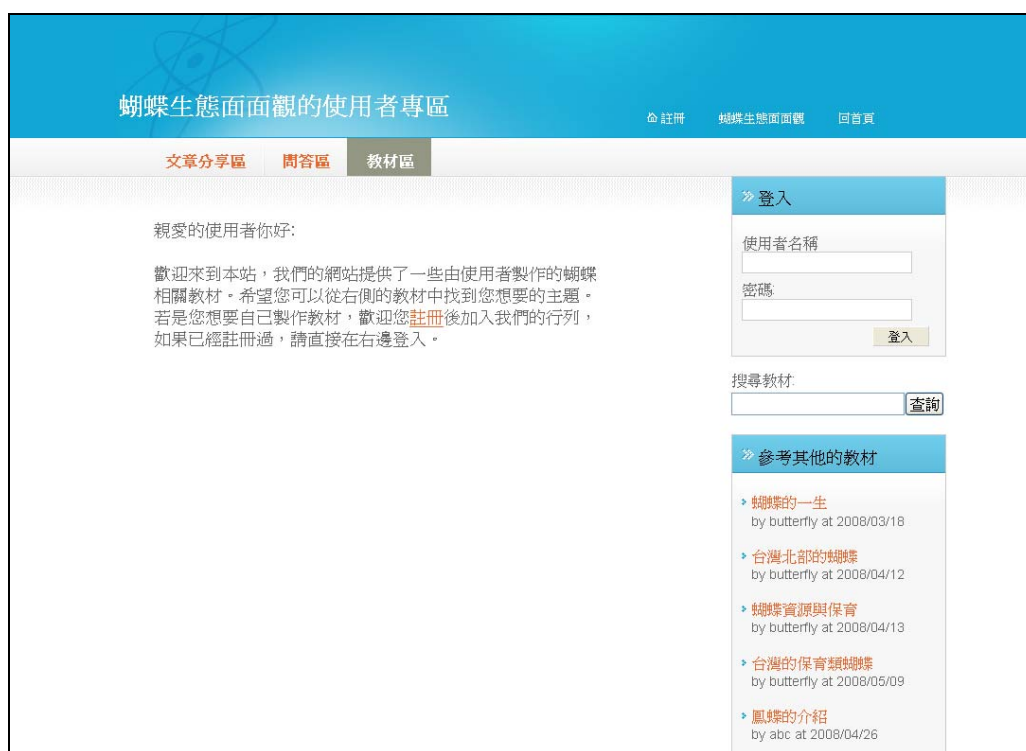 蝴蝶生態面面觀的使用者專區
註冊 蝴蝶生態面面觀 回首頁
文章分享區 問答區 教材區
親愛的使用者你好:
歡迎來到本站,我們的網站提供了一些由使用者製作的蝴蝶
相關教材。希望您可以從右側的教材中找到您想要的主題。
若是您想要自已製作教材,歡迎您註冊後加入我們的行列,
如果已經註冊過,請直接在右邊登入。
登入
使用者名稱
密碼:
登入
搜尋教材:
查詢
參考其他的教材
蝴蝶的一生
by butterfly at 2008/03/18
台灣北部的蝴蝶
by butterfly at 2008/04/12
蝴蝶資源與保育
by butterfly at 2008/04/13
台灣的保育類蝴蝶
by butterfly at 2008/05/09
鳳蝶的介紹
by abc at 2008/04/26